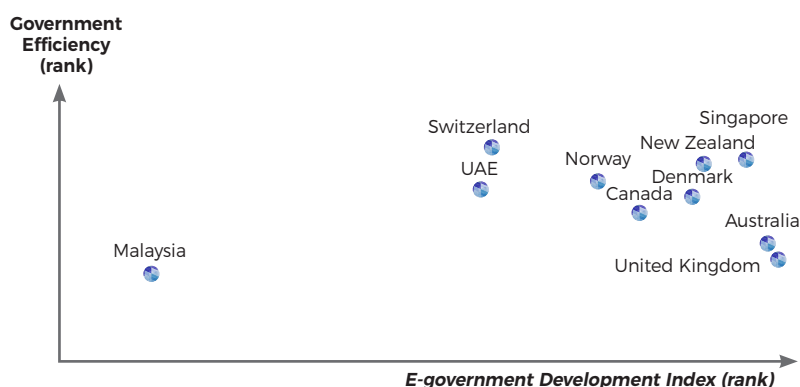 Government
Efficiency
(rank)
Singapore
Switzerland
New Zealand
Norway
UAE
Denmark
Canada
Australia
Malaysia
United Kingdom
E-government Development Index (rank)